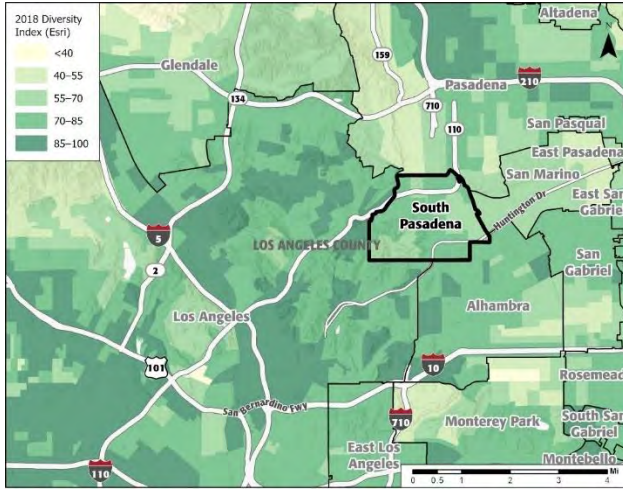 2018 Diversity
Index (Esri)
<40
40–55
55–70
70–85
85–100
Altadena
N
Glendale
159
134
710
Pasadena
210
110
San Pasqual
East Pasadena
San Marino
South
Pasadena
Huntington Dr
East San
Gabriel
5
LOS ANGELES COUNTY
2
San
Gabriel
Los Angeles
Alhambra
101
10
Rosemead
San Bernardino Fwy
710
Monterey Park
South San
Gabriel
East Los
Angeles
Montebello
110
0 0.5 1 2 3 4 Mi